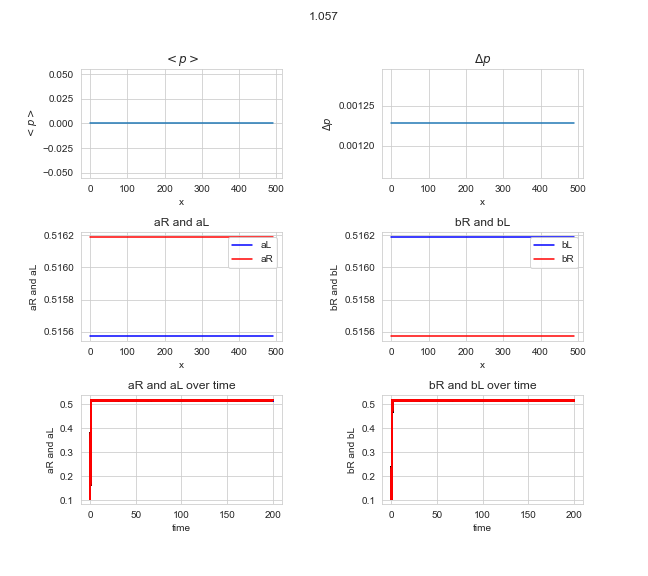 1.057
< p >
Δp
0.050
0.025
0.000
−0.025
−0.050
< p >
0 100 200 300 400 500
x
0.00125
0.00120
Δp
0 100 200 300 400 500
x
aR and aL
bR and bL
0.5162
0.5160
0.5158
0.5156
aR and aL
aL
aR
0 100 200 300 400 500
x
0.5162
0.5160
0.5158
0.5156
bR and bL
bL
bR
0 100 200 300 400 500
x
aR and aL over time
bR and bL over time
0.5
0.4
0.3
0.2
0.1
aR and aL
0 50 100 150 200
time
0.5
0.4
0.3
0.2
0.1
bR and bL
0 50 100 150 200
time